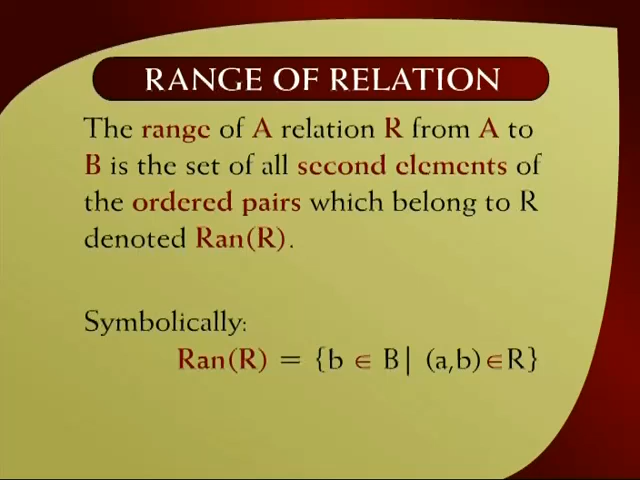 RANGE OF RELATION
The range of A relation R from A to
B is the set of all second elements of
the ordered pairs which belong to R
denoted Ran(R).
Symbolically:
Ran(R) = {b ∈ B| (a,b)∈R}